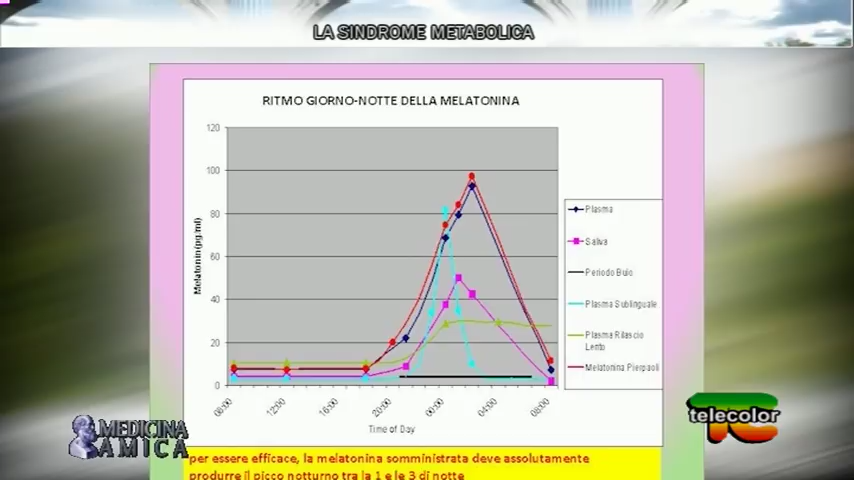 LA SINDROME METABOLICA
RITMO GIORNO-NOTTE DELLA MELATONINA
120
100
80
60
40
20
0
Melatonin(pg/ml)
08:00
12:00
16:00
20:00
00:00
04:00
08:00
Time of Day
Plasma
Saliva
Periodo Buio
Plasma Sublinguale
Plasma Rilascio
Lento
Melatonina Pierpaoli
MEDICINA
AMICA
telecolor
per essere efficace, la melatonina somministrata deve assolutamente
produrre il picco notturno tra la 1 e le 3 di notte